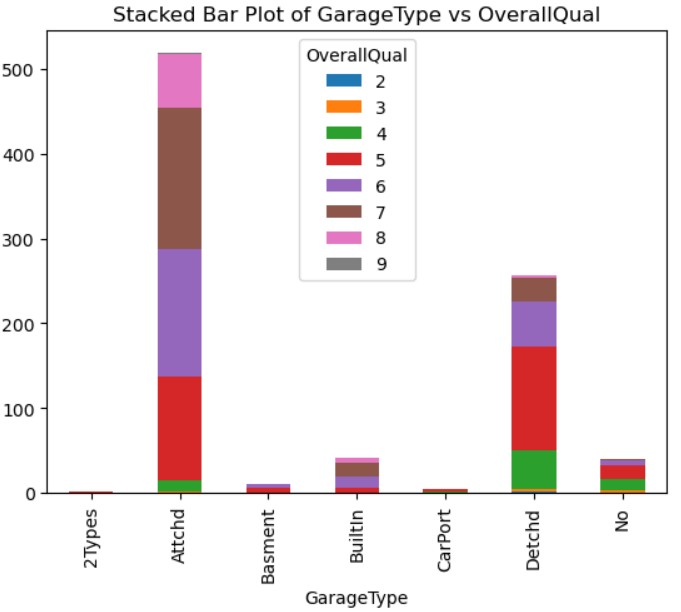 Stacked Bar Plot of GarageType vs OverallQual
500
400
300
200
100
0
OverallQual
2
3
4
5
6
7
8
9
2Types
Attchd
Basment
BuiltIn
CarPort
Detchd
No
GarageType